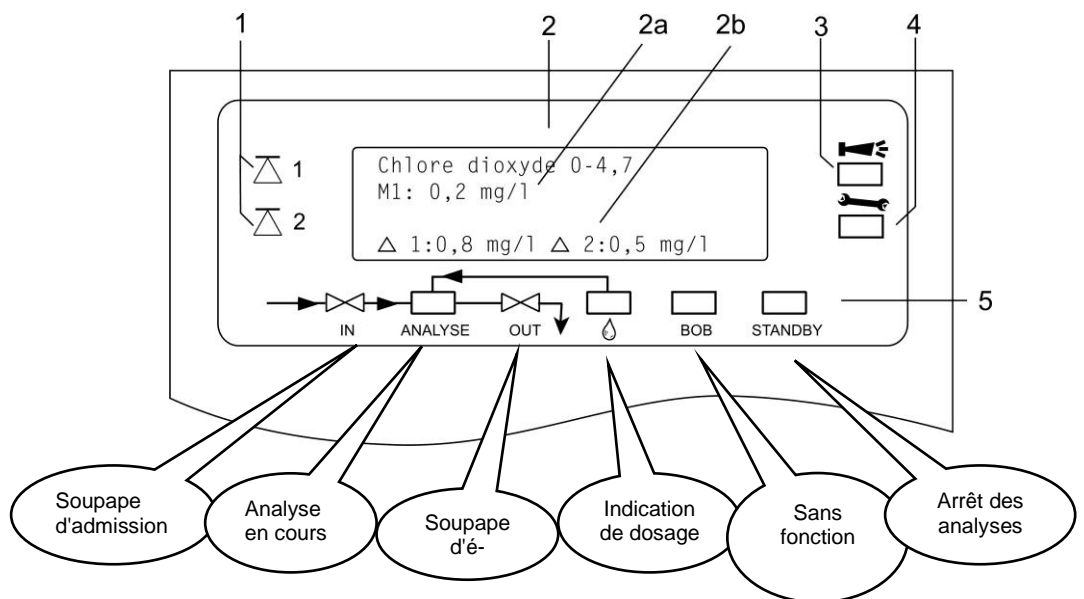 1
2
2a
2b
3
4
1
2
Chlore dioxyde 0-4,7
M1: 0,2 mg/l
△ 1:0,8 mg/l △ 2:0,5 mg/l
5
IN
ANALYSE
OUT
BOB
STANDBY
Soupape
d'admission
Analyse
en cours
Soupape
d'é-
Indication
de dosage
Sans
fonction
Arrêt des
analyses